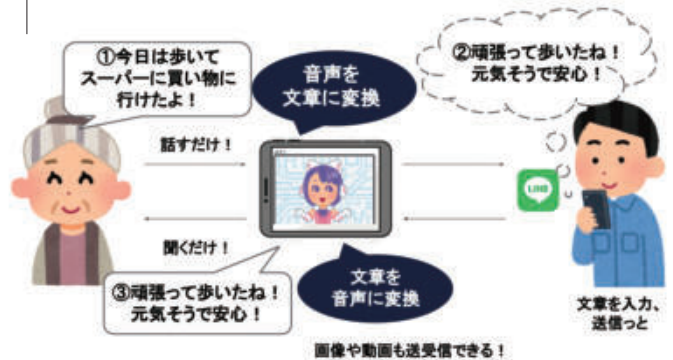 ①今日は歩いて
スーパーに買い物に
行けたよ！
音声を
文章に変換
②頑張って歩いたね！
元気そうで安心！
話すだけ！
LINE
聞くだけ！
③頑張って歩いたね！
元気そうで安心！
文章を
音声に変換
文章を入力、
送信っと
画像や動画も送受信できる！